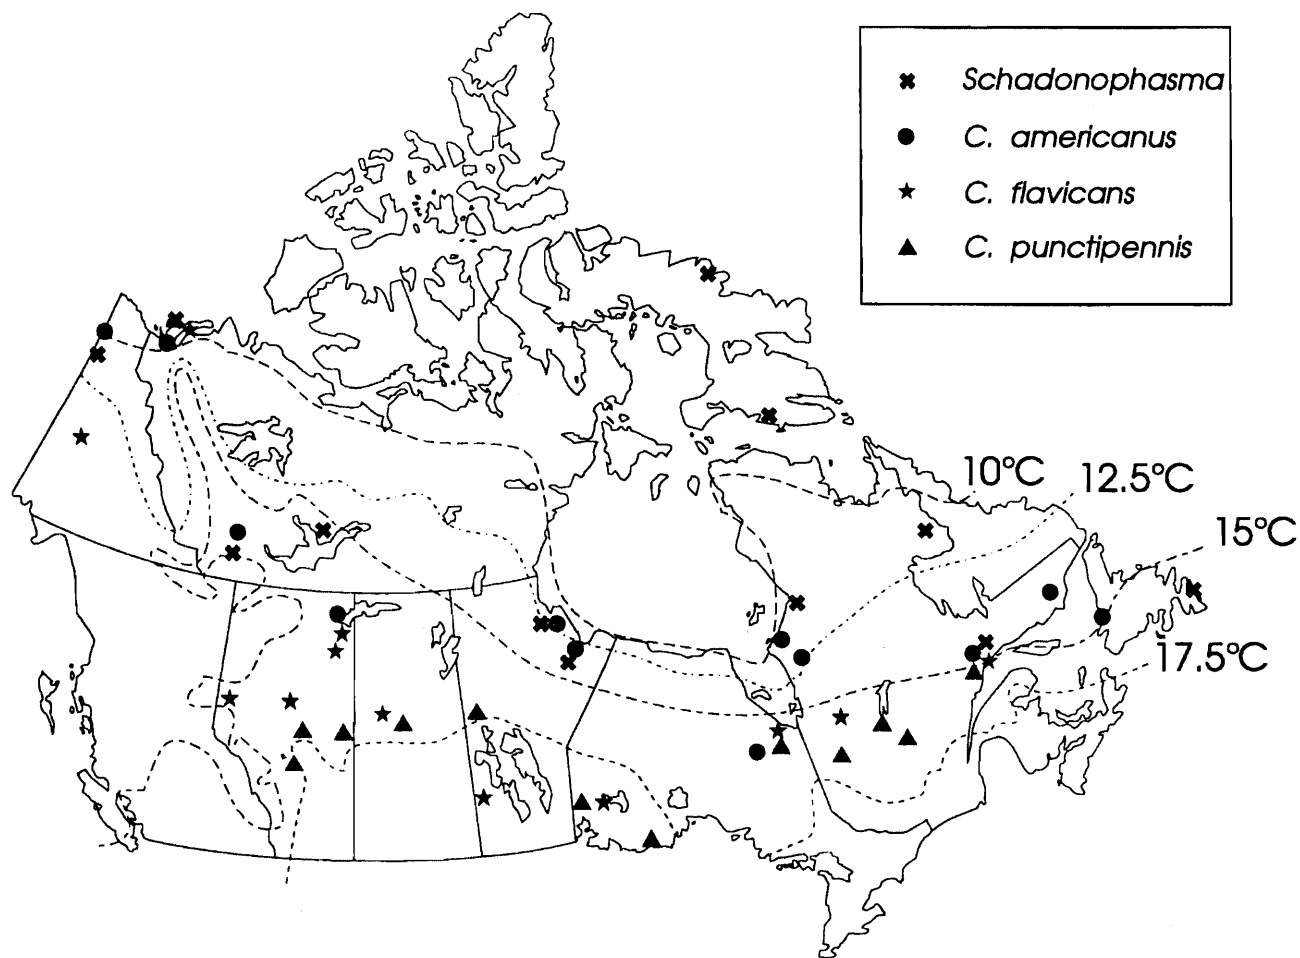 Schadonophasma
C. americanus
C. flavicans
C. punctipennis
10°C
12.5°C
15°C
17.5°C